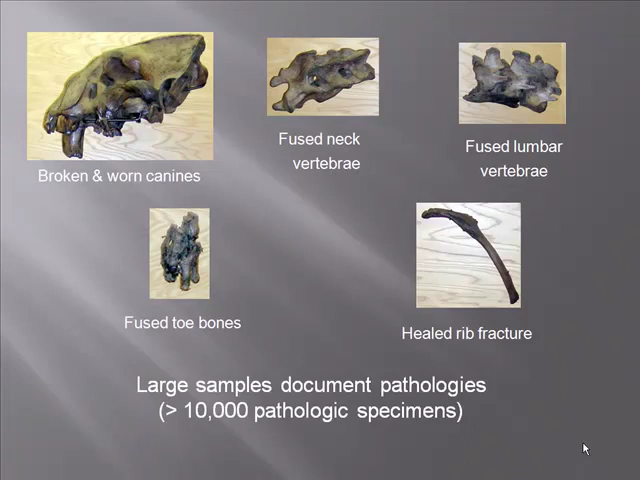 Broken & worn canines
Fused neck
vertebrae
Fused lumbar
vertebrae
Fused toe bones
Healed rib fracture
Large samples document pathologies
(> 10,000 pathologic specimens)